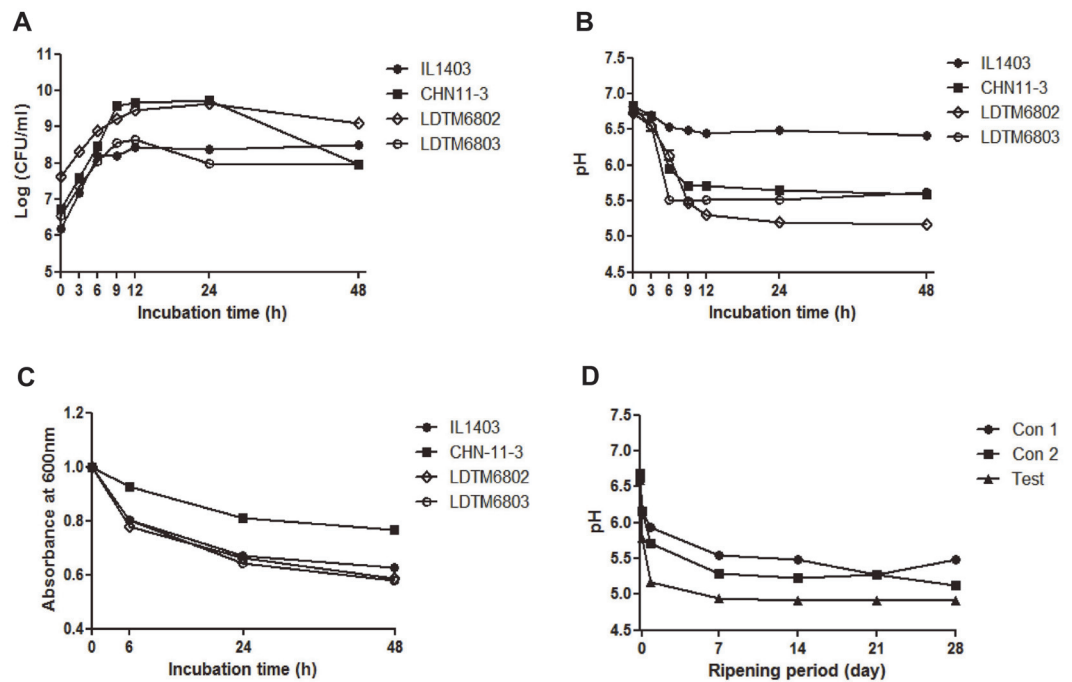 A
11
10
9
8
7
6
5
Log (CFU/ml)
0 3 6 9 12 24 48
Incubation time (h)
IL1403
CHN11-3
LDTM6802
LDTM6803
B
7.5
7.0
6.5
6.0
5.5
5.0
4.5
pH
0 3 6 9 12 24 48
Incubation time (h)
IL1403
CHN11-3
LDTM6802
LDTM6803
C
1.2
1.0
0.8
0.6
0.4
Absorbance at 600nm
0 6 24 48
Incubation time (h)
IL1403
CHN-11-3
LDTM6802
LDTM6803
D
7.5
7.0
6.5
6.0
5.5
5.0
4.5
pH
0 7 14 21 28
Ripening period (day)
Con 1
Con 2
Test